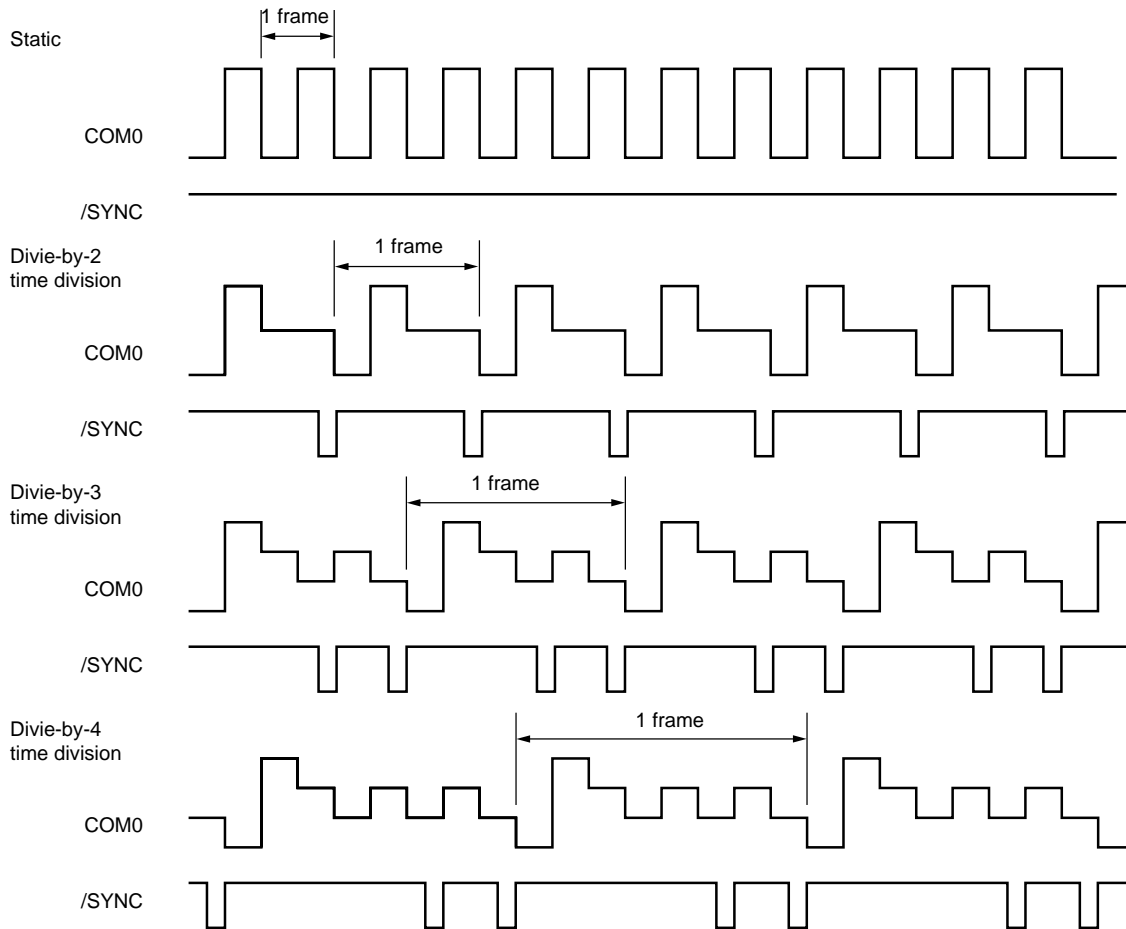 1 frame
Static
COM0
/SYNC
Divie-by-2
time division
1 frame
COM0
/SYNC
Divie-by-3
time division
1 frame
COM0
/SYNC
Divie-by-4
time division
1 frame
COM0
/SYNC